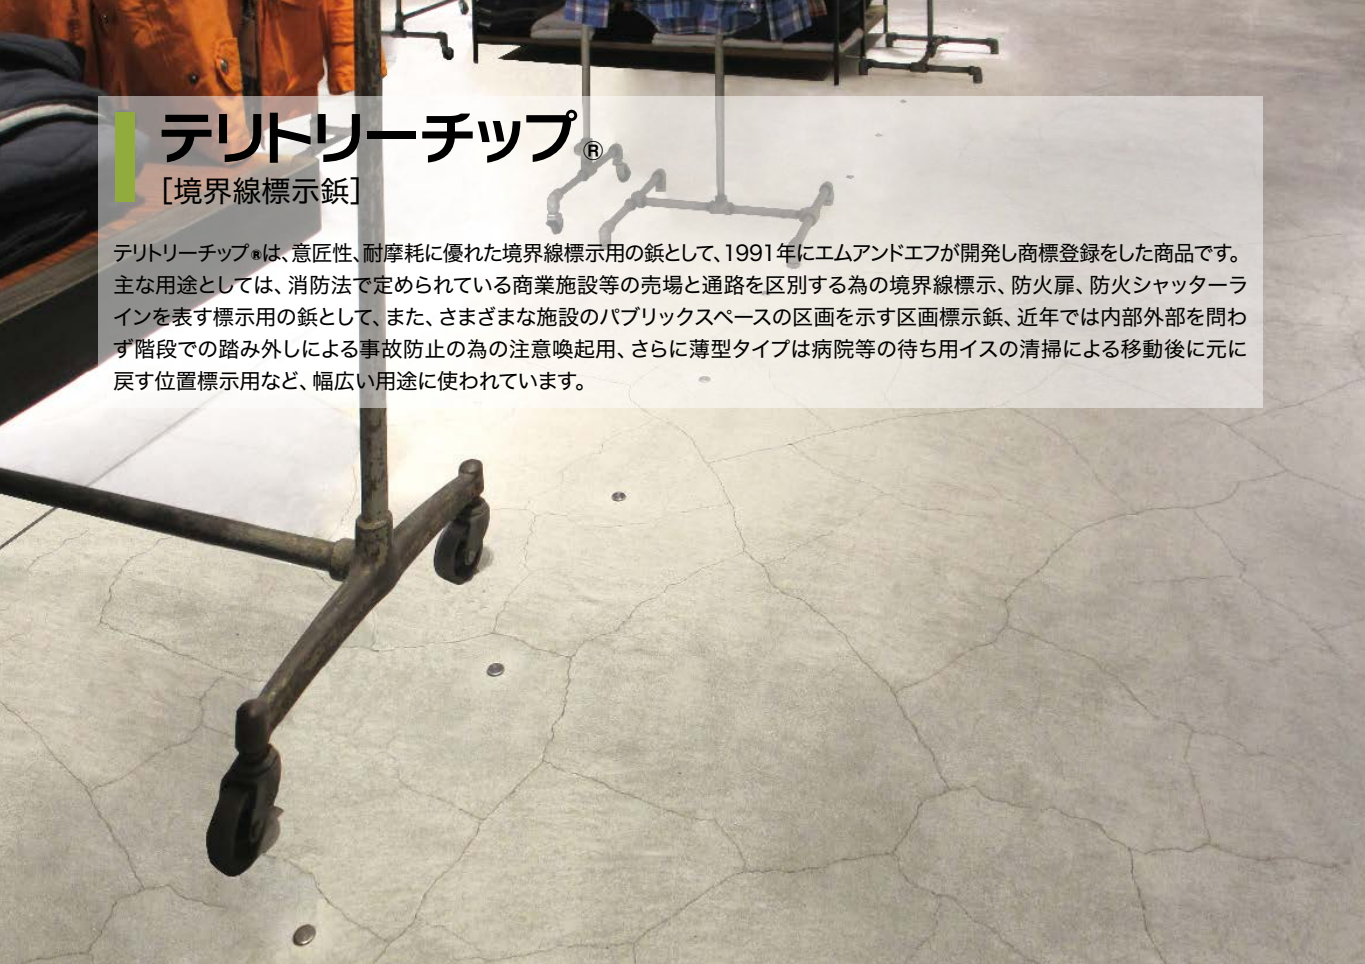 テリトリーチップ®
［境界線標示鋲］
テリトリーチップ®は、意匠性、耐摩耗に優れた境界線標示用の鋲として、1991年にエムアンドエフが開発し商標登録をした商品です。
主な用途としては、消防法で定められている商業施設等の売場と通路を区別する為の境界線標示、防火扉、防火シャッターラ
インを表す標示用の鋲として、また、さまざまな施設のパブリックスペースの区画を示す区画標示鋲、近年では内部外部を問わ
ず階段での踏み外しによる事故防止の為の注意喚起用、さらに薄型タイプは病院等の待ち用イスの清掃による移動後に元に
戻す位置標示用など、幅広い用途に使われています。